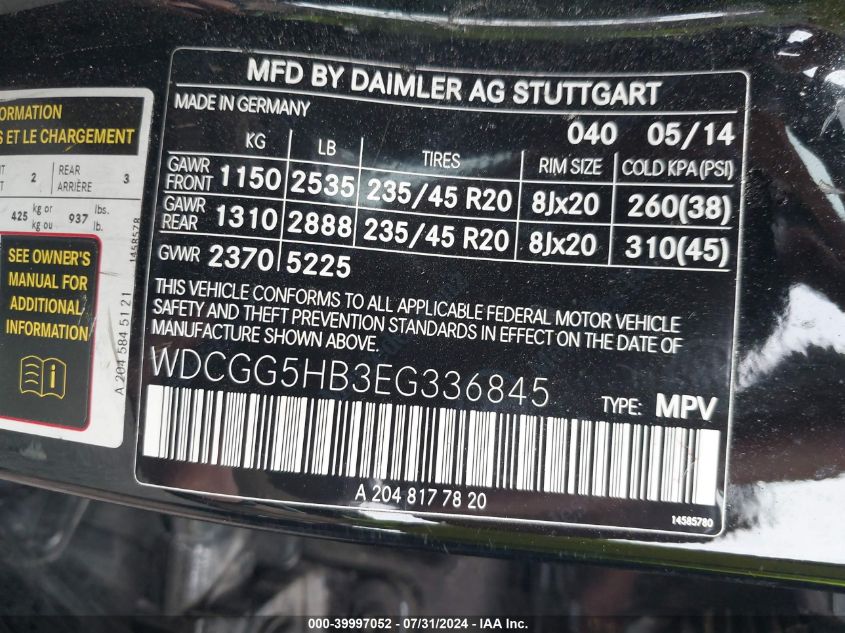 MFD BY DAIMLER AG STUTTGART
MADE IN GERMANY
040 05/14
KG LB TIRES RIM SIZE COLD KPA(PSI)
GAWR FRONT 1150 2535 235/45 R20 8Jx20 260(38)
GAWR REAR 1310 2888 235/45 R20 8Jx20 310(45)
GVWR 2370 5225
THIS VEHICLE CONFORMS TO ALL APPLICABLE FEDERAL MOTOR VEHICLE
SAFETY AND THEFT PREVENTION STANDARDS IN EFFECT ON THE DATE OF
MANUFACTURE SHOWN ABOVE.
WDCGG5HB3EG336845
TYPE: MPV
A 204 817 78 20
14585780
ET LE CHARGEMENT
2 REAR ARRIÈRE 3
425 kg or kg ou 937 lbs. lb.
SEE OWNER'S
MANUAL FOR
ADDITIONAL
INFORMATION
A 204 584 51 21
1458578
000-39997052 - 07/31/2024 - IAA Inc.